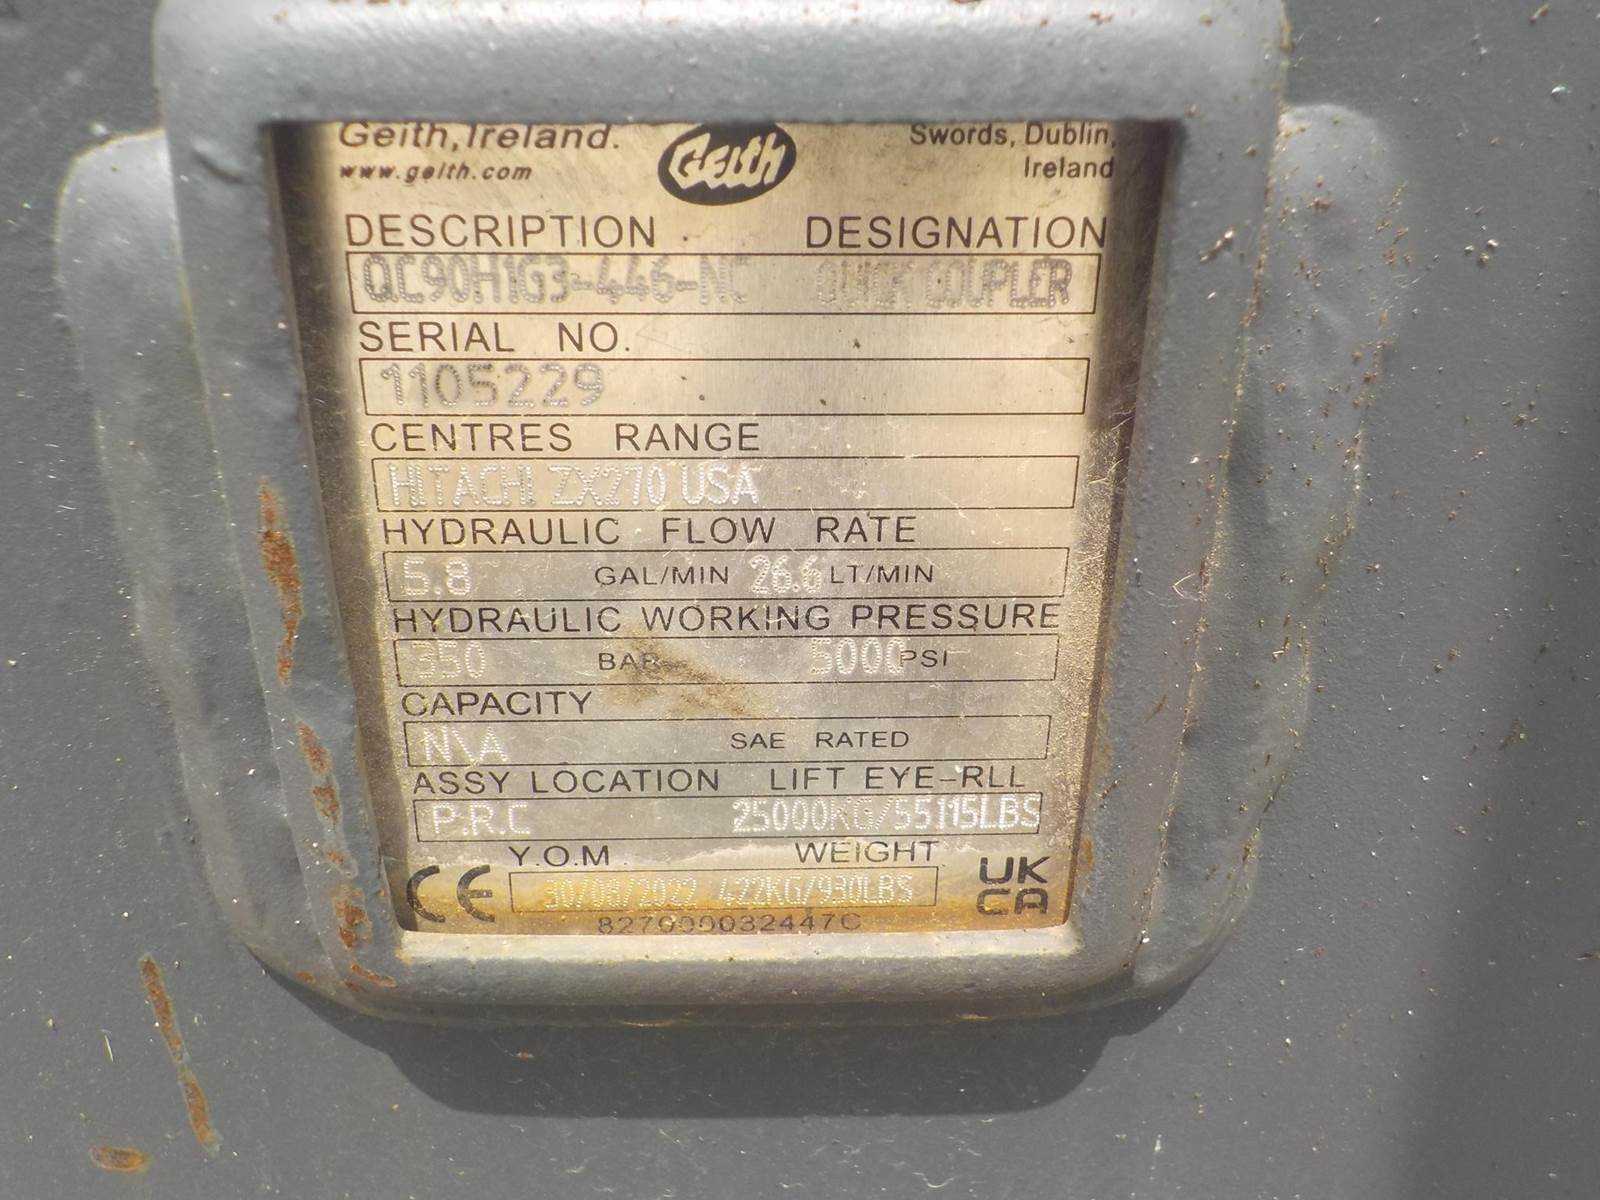 Geith, Ireland.
www.geith.com
Geith
Swords, Dublin,
Ireland
DESCRIPTION DESIGNATION
QC90H1G3-446-NC QUICK COUPLER
SERIAL NO.
1105229
CENTRES RANGE
HITACHI ZX270 USA
HYDRAULIC FLOW RATE
5.8 GAL/MIN 26.6 LT/MIN
HYDRAULIC WORKING PRESSURE
350 BAR 5000 PSI
CAPACITY
N\A SAE RATED
ASSY LOCATION LIFT EYE-RLL
P.R.C 25000KG/55115LBS
Y.O.M. WEIGHT
CE 30/08/2022 422KG/930LBS UK
CA
827000032447C